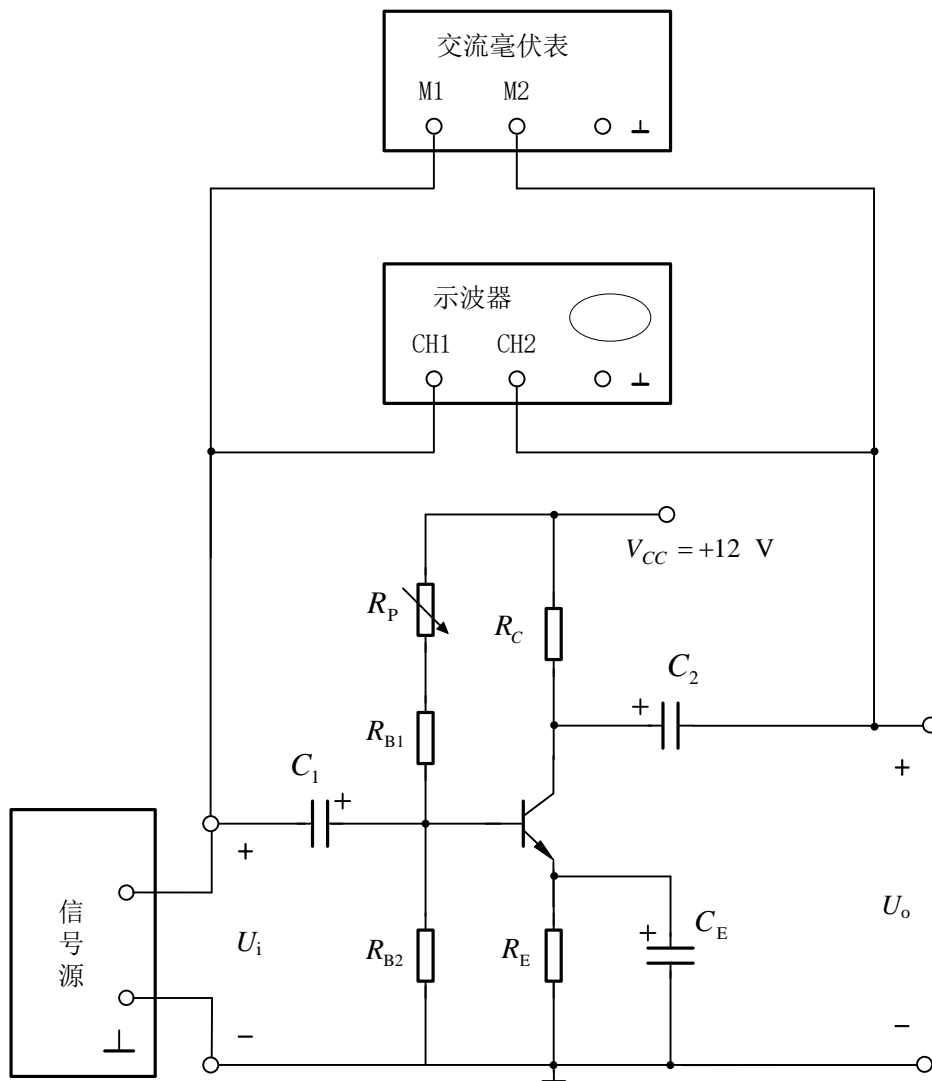 交流毫伏表
M1 M2
示波器
CH1 CH2
V_CC = +12 V
R_P
R_C
C_2
+
R_B1
C_1
+
+
+
信号源
U_i
R_B2
R_E
+
C_E
U_o
−
−